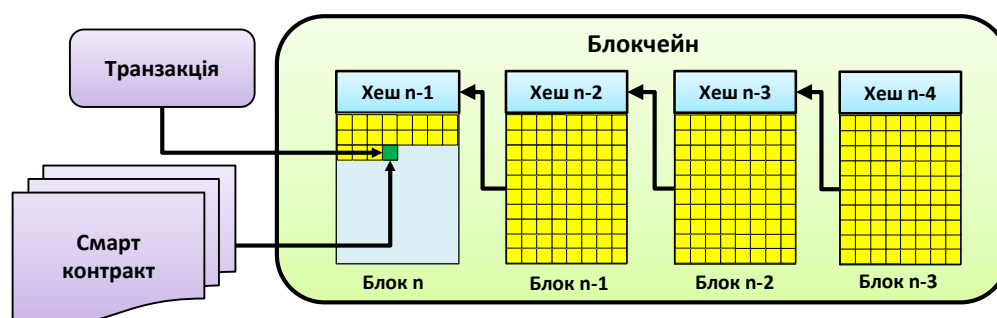 Блокчейн
Транзакція
Хеш n-1
Хеш n-2
Хеш n-3
Хеш n-4
Смарт
контракт
Блок n
Блок n-1
Блок n-2
Блок n-3